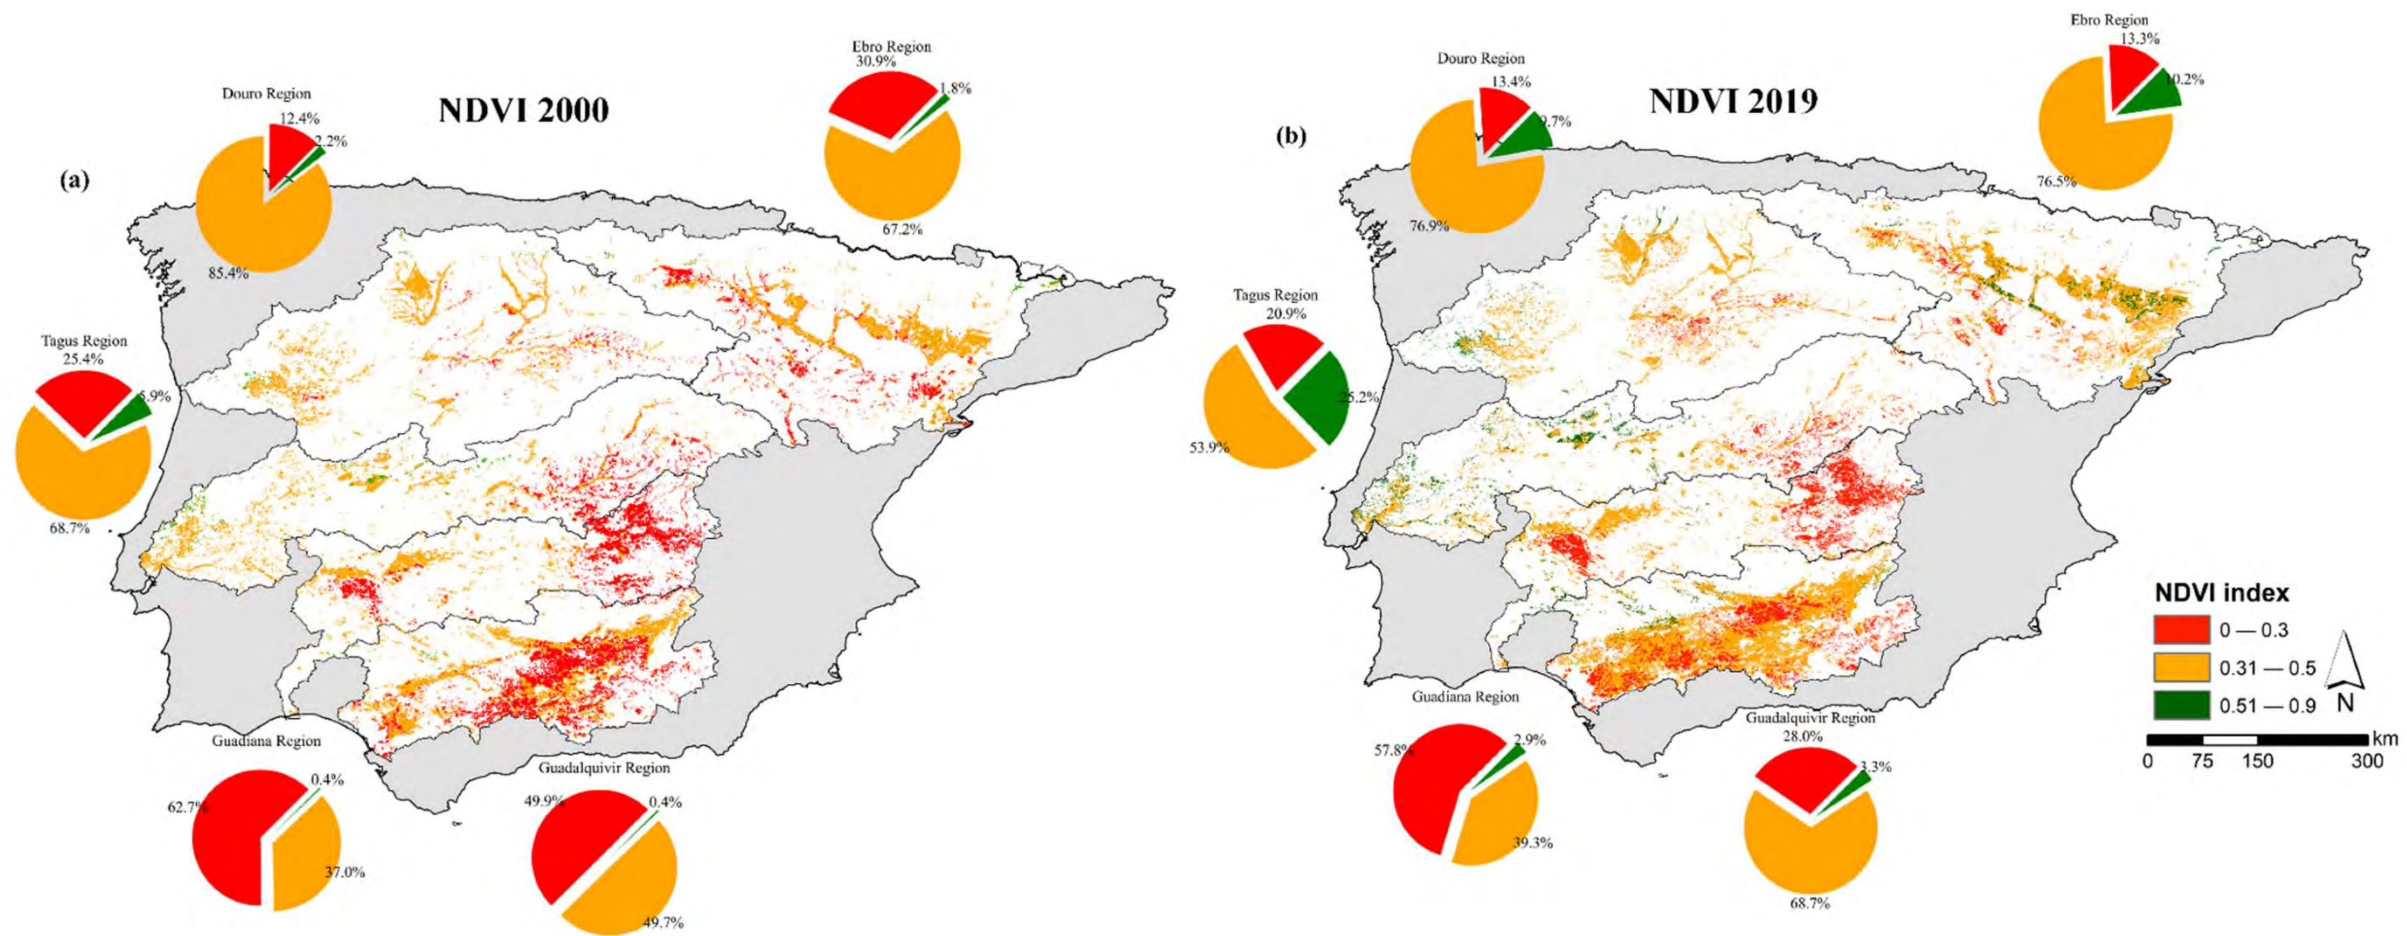 (a)
NDVI 2000
Douro Region
12.4%
2.2%
85.4%
Ebro Region
30.9%
1.8%
67.2%
Tagus Region
25.4%
5.9%
68.7%
Guadiana Region
62.7%
0.4%
37.0%
Guadalquivir Region
49.9%
0.4%
49.7%
(b)
NDVI 2019
Douro Region
13.4%
9.7%
76.9%
Ebro Region
13.3%
10.2%
76.5%
Tagus Region
20.9%
25.2%
53.9%
Guadiana Region
57.8%
2.9%
39.3%
Guadalquivir Region
28.0%
3.3%
68.7%
NDVI index
0 — 0.3
0.31 — 0.5
0.51 — 0.9
N
km
0 75 150 300